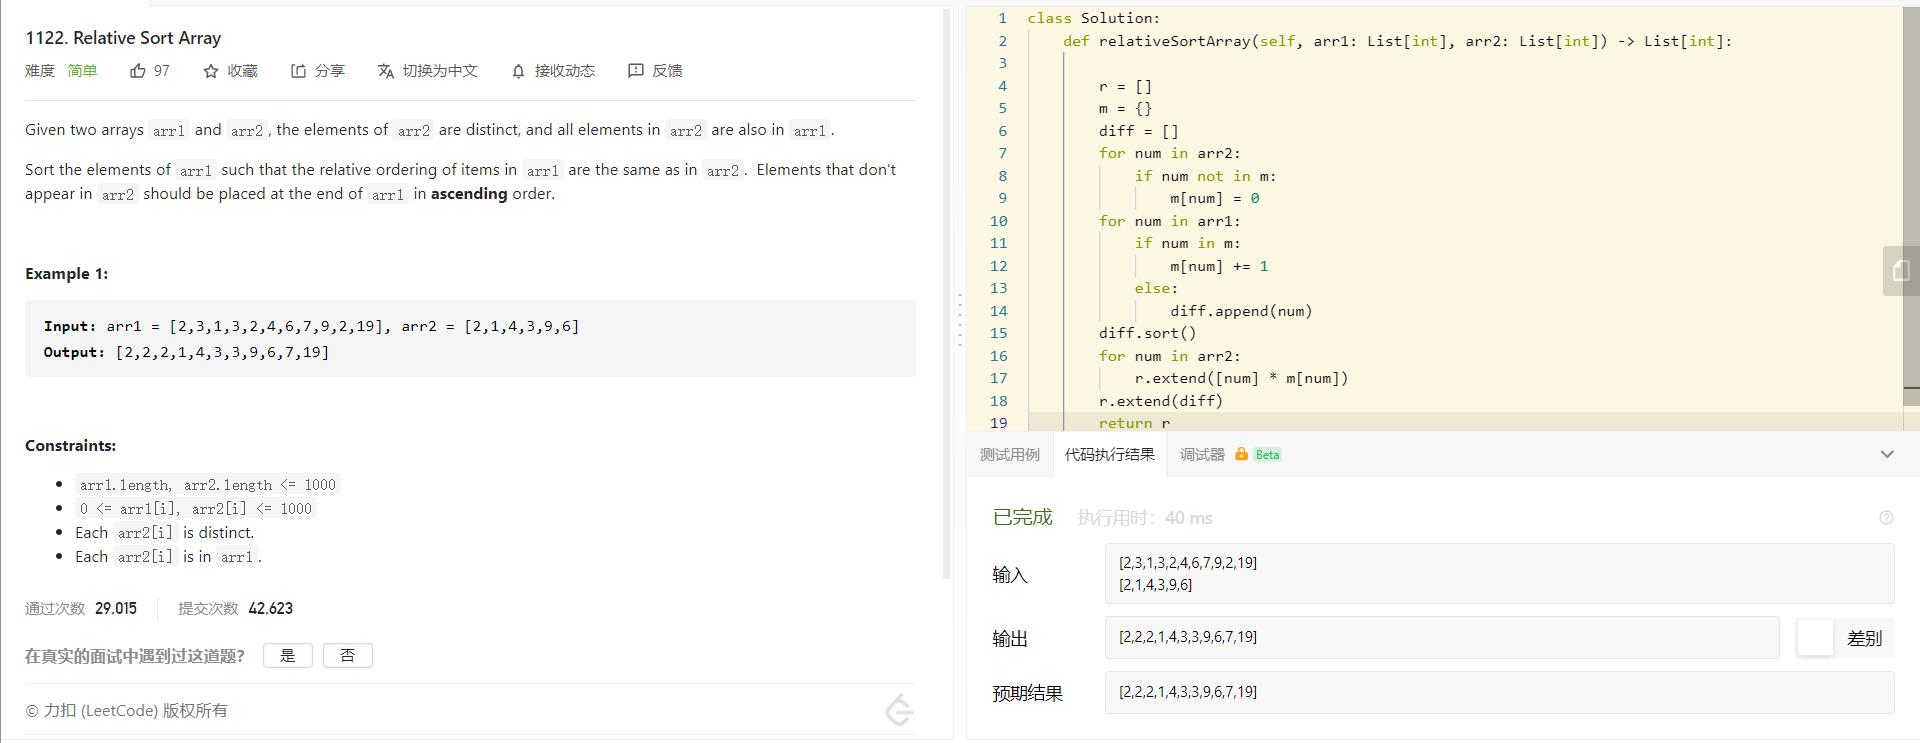 1122. Relative Sort Array
难度 简单 97 收藏 分享 切换为中文 接收动态 反馈
Given two arrays arr1 and arr2, the elements of arr2 are distinct, and all elements in arr2 are also in arr1.
Sort the elements of arr1 such that the relative ordering of items in arr1 are the same as in arr2. Elements that don't
appear in arr2 should be placed at the end of arr1 in ascending order.
Example 1:
Input: arr1 = [2,3,1,3,2,4,6,7,9,2,19], arr2 = [2,1,4,3,9,6]
Output: [2,2,2,1,4,3,3,9,6,7,19]
Constraints:
arr1.length, arr2.length <= 1000
0 <= arr1[i], arr2[i] <= 1000
Each arr2[i] is distinct.
Each arr2[i] is in arr1.
通过次数 29,015 提交次数 42,623
在真实的面试中遇到过这道题? 是 否
© 力扣 (LeetCode) 版权所有
1 class Solution:
2 def relativeSortArray(self, arr1: List[int], arr2: List[int]) -> List[int]:
3
4 r = []
5 m = {}
6 diff = []
7 for num in arr2:
8 if num not in m:
9 m[num] = 0
10 for num in arr1:
11 if num in m:
12 m[num] += 1
13 else:
14 diff.append(num)
15 diff.sort()
16 for num in arr2:
17 r.extend([num] * m[num])
18 r.extend(diff)
19 return r
测试用例 代码执行结果 调试器 Beta
已完成 执行用时: 40 ms
输入
[2,3,1,3,2,4,6,7,9,2,19]
[2,1,4,3,9,6]
输出 [2,2,2,1,4,3,3,9,6,7,19] 差别
预期结果 [2,2,2,1,4,3,3,9,6,7,19]